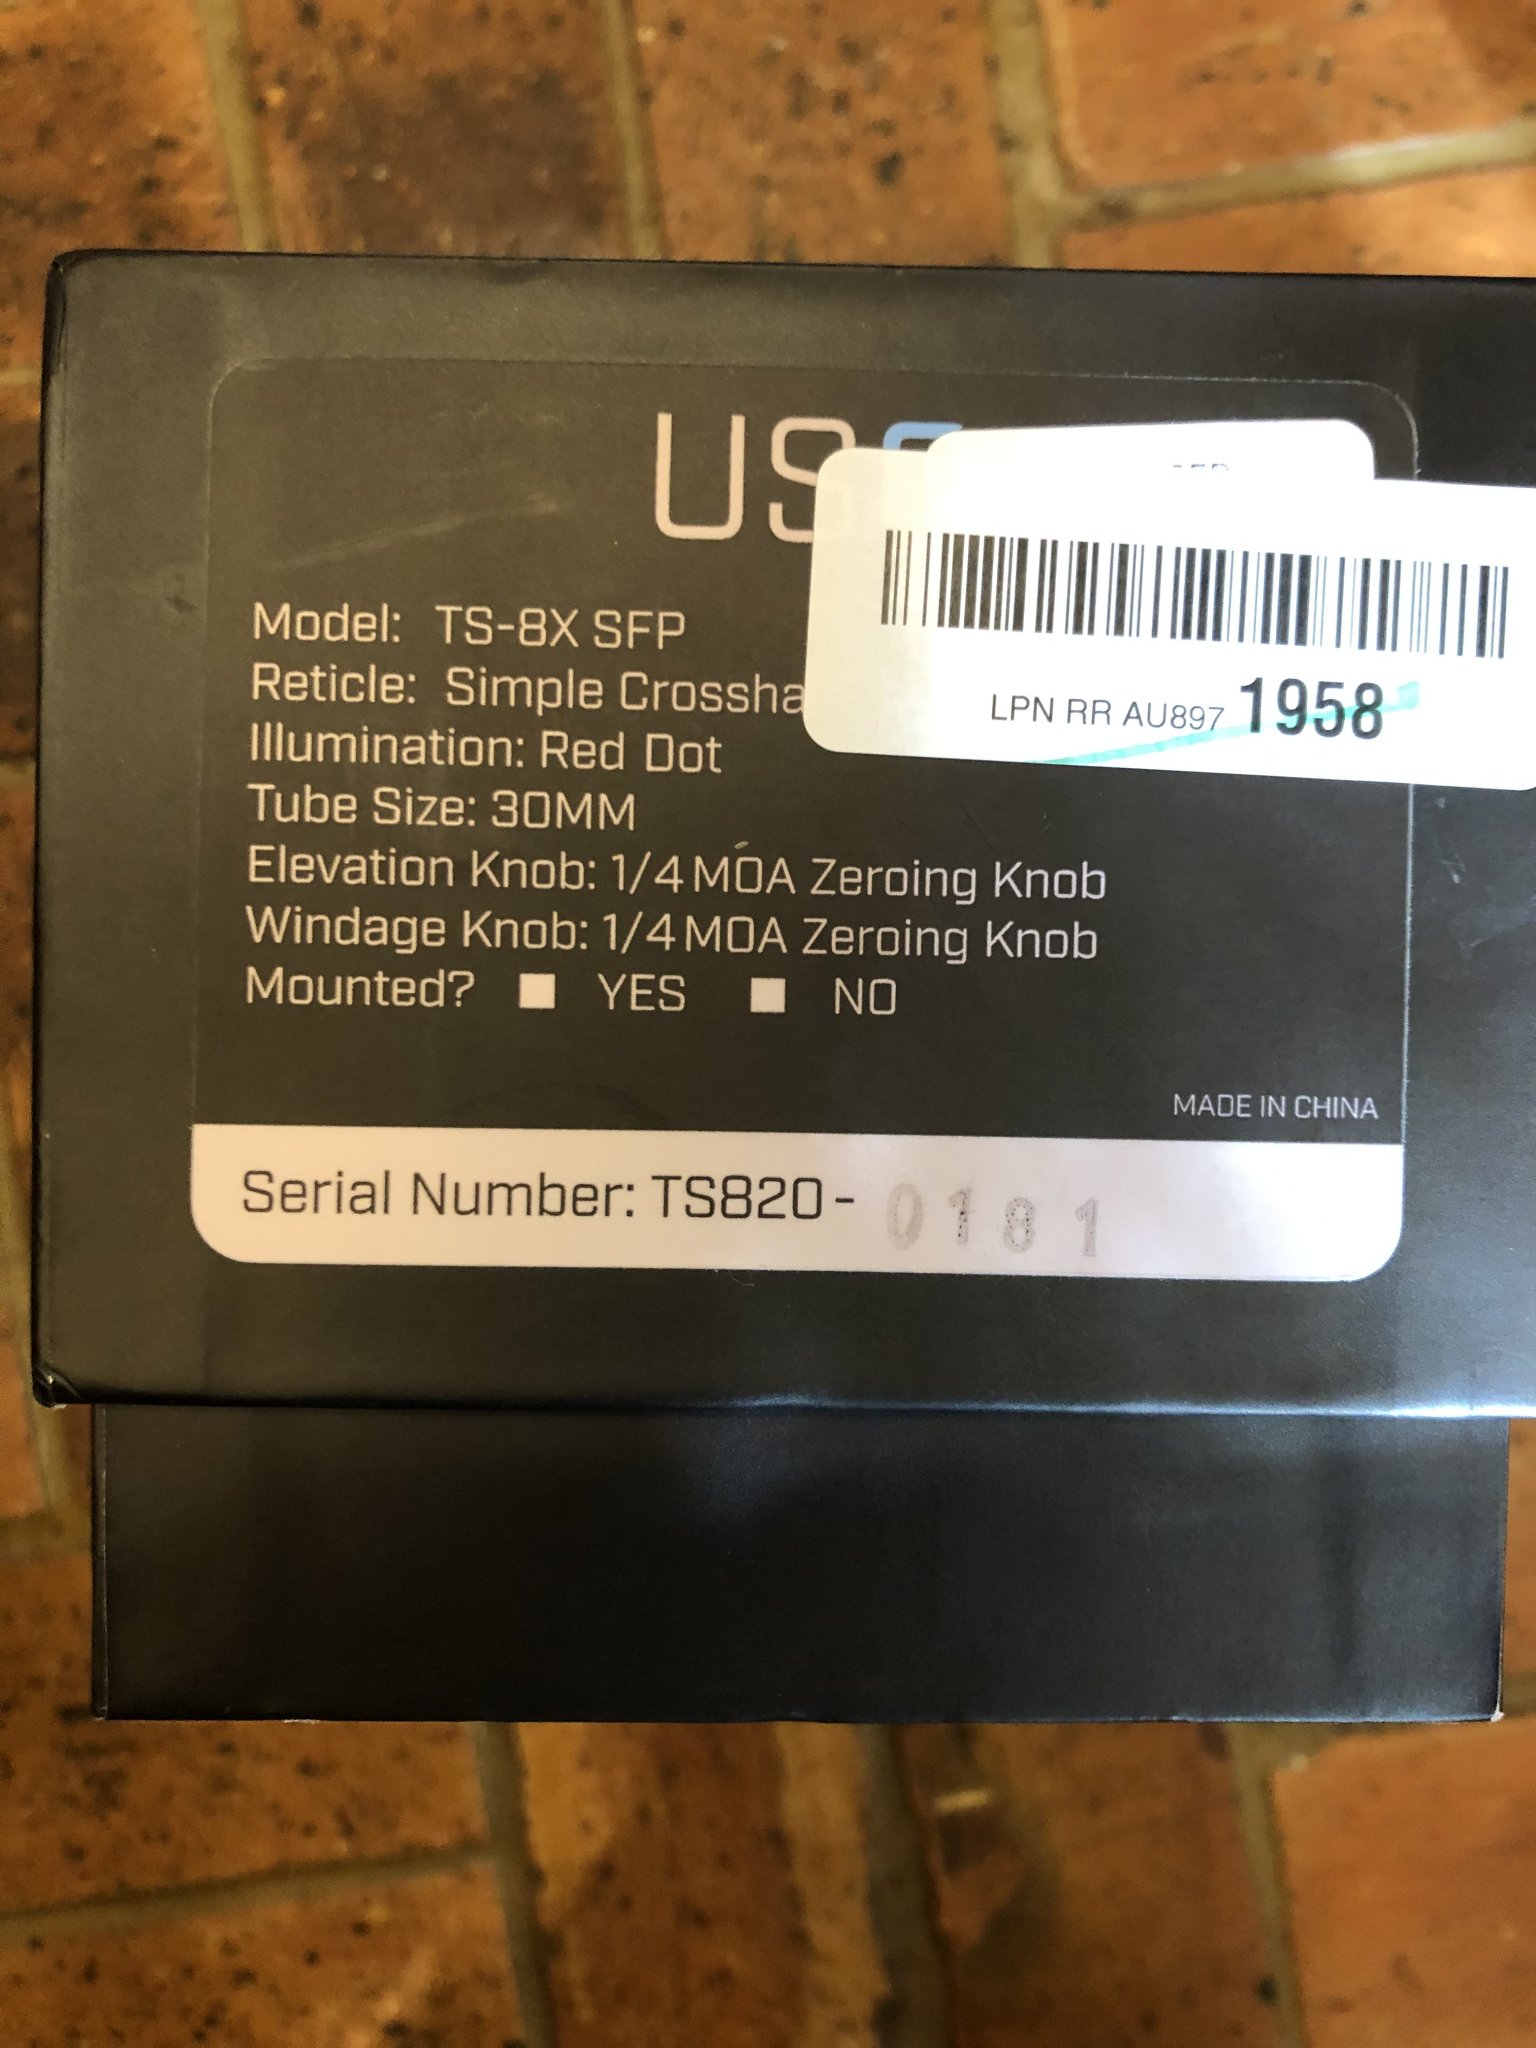 US
Model: TS-8X SFP
Reticle: Simple Crossha
Illumination: Red Dot
Tube Size: 30MM
Elevation Knob: 1/4 MOA Zeroing Knob
Windage Knob: 1/4 MOA Zeroing Knob
Mounted? YES NO
LPN RR AU897 1958
MADE IN CHINA
Serial Number: TS820- 0181